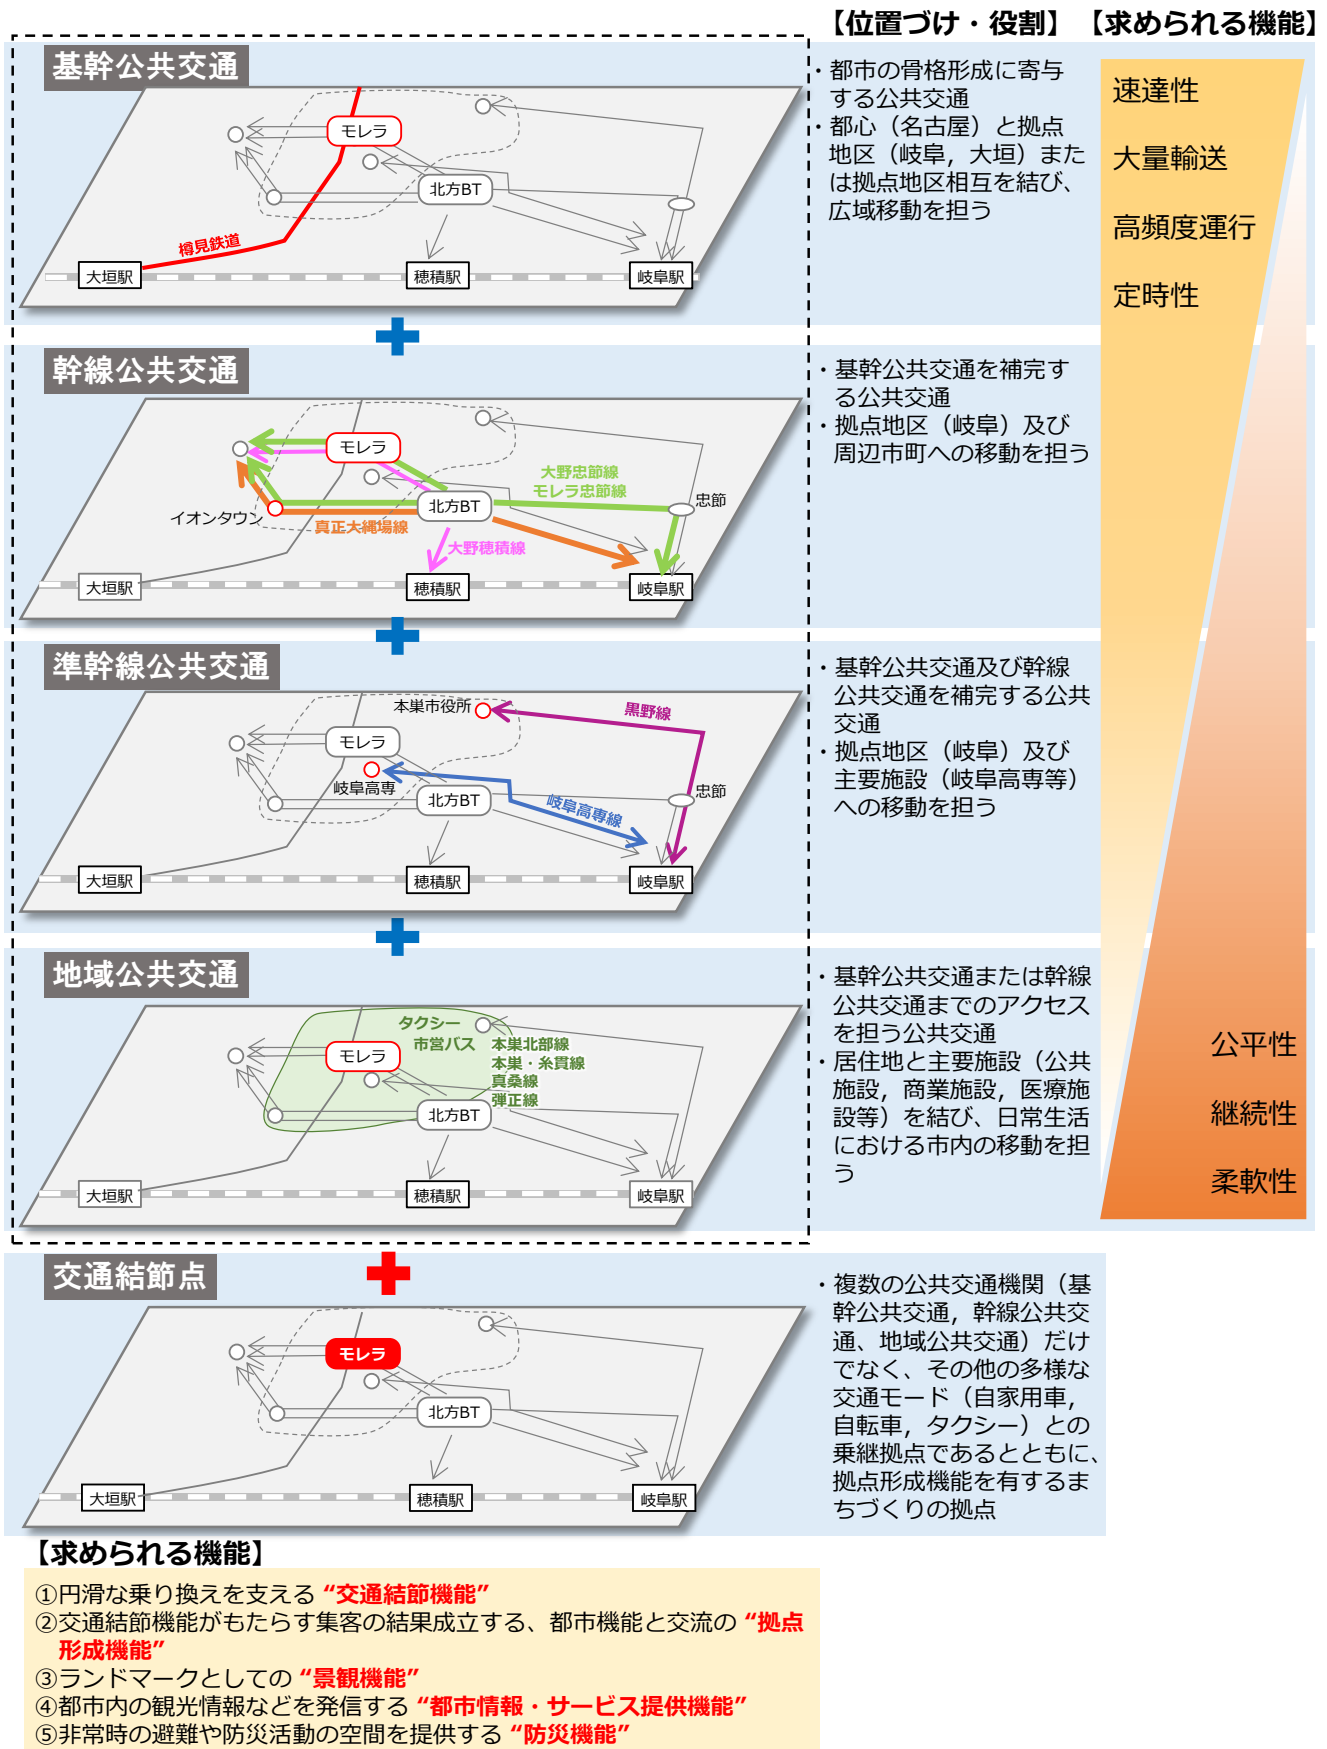 【位置づけ・役割】 【求められる機能】
基幹公共交通
モレラ
北方BT
樽見鉄道
大垣駅
穂積駅
岐阜駅
・都市の骨格形成に寄与
する公共交通
・都心（名古屋）と拠点
地区（岐阜，大垣）また
は拠点地区相互を結び、
広域移動を担う
速達性
大量輸送
高頻度運行
定時性
幹線公共交通
モレラ
大野忠節線
モレラ忠節線
忠節
北方BT
イオンタウン
真正大縄場線
大野穂積線
大垣駅
穂積駅
岐阜駅
・基幹公共交通を補完す
る公共交通
・拠点地区（岐阜）及び
周辺市町への移動を担う
準幹線公共交通
本巣市役所
黒野線
モレラ
岐阜高専
忠節
北方BT
岐阜高専線
大垣駅
穂積駅
岐阜駅
・基幹公共交通及び幹線
公共交通を補完する公共
交通
・拠点地区（岐阜）及び
主要施設（岐阜高専等）
への移動を担う
地域公共交通
タクシー
市営バス
本巣北部線
本巣・糸貫線
真桑線
弾正線
モレラ
北方BT
大垣駅
穂積駅
岐阜駅
・基幹公共交通または幹線
公共交通までのアクセス
を担う公共交通
・居住地と主要施設（公共
施設，商業施設，医療施
設等）を結び、日常生活
における市内の移動を担
う
公平性
継続性
柔軟性
交通結節点
モレラ
北方BT
大垣駅
穂積駅
岐阜駅
・複数の公共交通機関（基
幹公共交通，幹線公共交
通、地域公共交通）だけ
でなく、その他の多様な
交通モード（自家用車，
自転車，タクシー）との
乗継拠点であるとともに、
拠点形成機能を有するま
ちづくりの拠点
【求められる機能】
①円滑な乗り換えを支える “交通結節機能”
②交通結節機能がもたらす集客の結果成立する、都市機能と交流の “拠点
形成機能”
③ランドマークとしての “景観機能”
④都市内の観光情報などを発信する “都市情報・サービス提供機能”
⑤非常時の避難や防災活動の空間を提供する “防災機能”